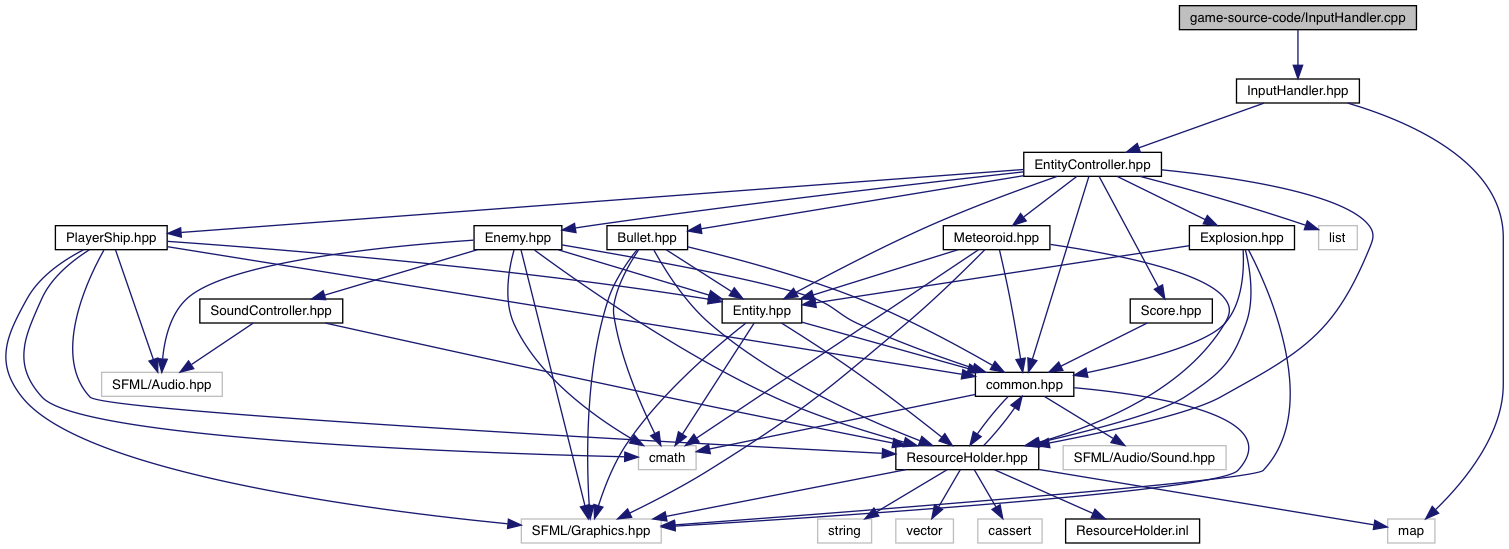 game-source-code/InputHandler.cpp
InputHandler.hpp
EntityController.hpp
PlayerShip.hpp
Enemy.hpp
Bullet.hpp
Meteoroid.hpp
Explosion.hpp
list
SoundController.hpp
Entity.hpp
Score.hpp
SFML/Audio.hpp
common.hpp
cmath
ResourceHolder.hpp
SFML/Audio/Sound.hpp
SFML/Graphics.hpp
string
vector
cassert
ResourceHolder.inl
map